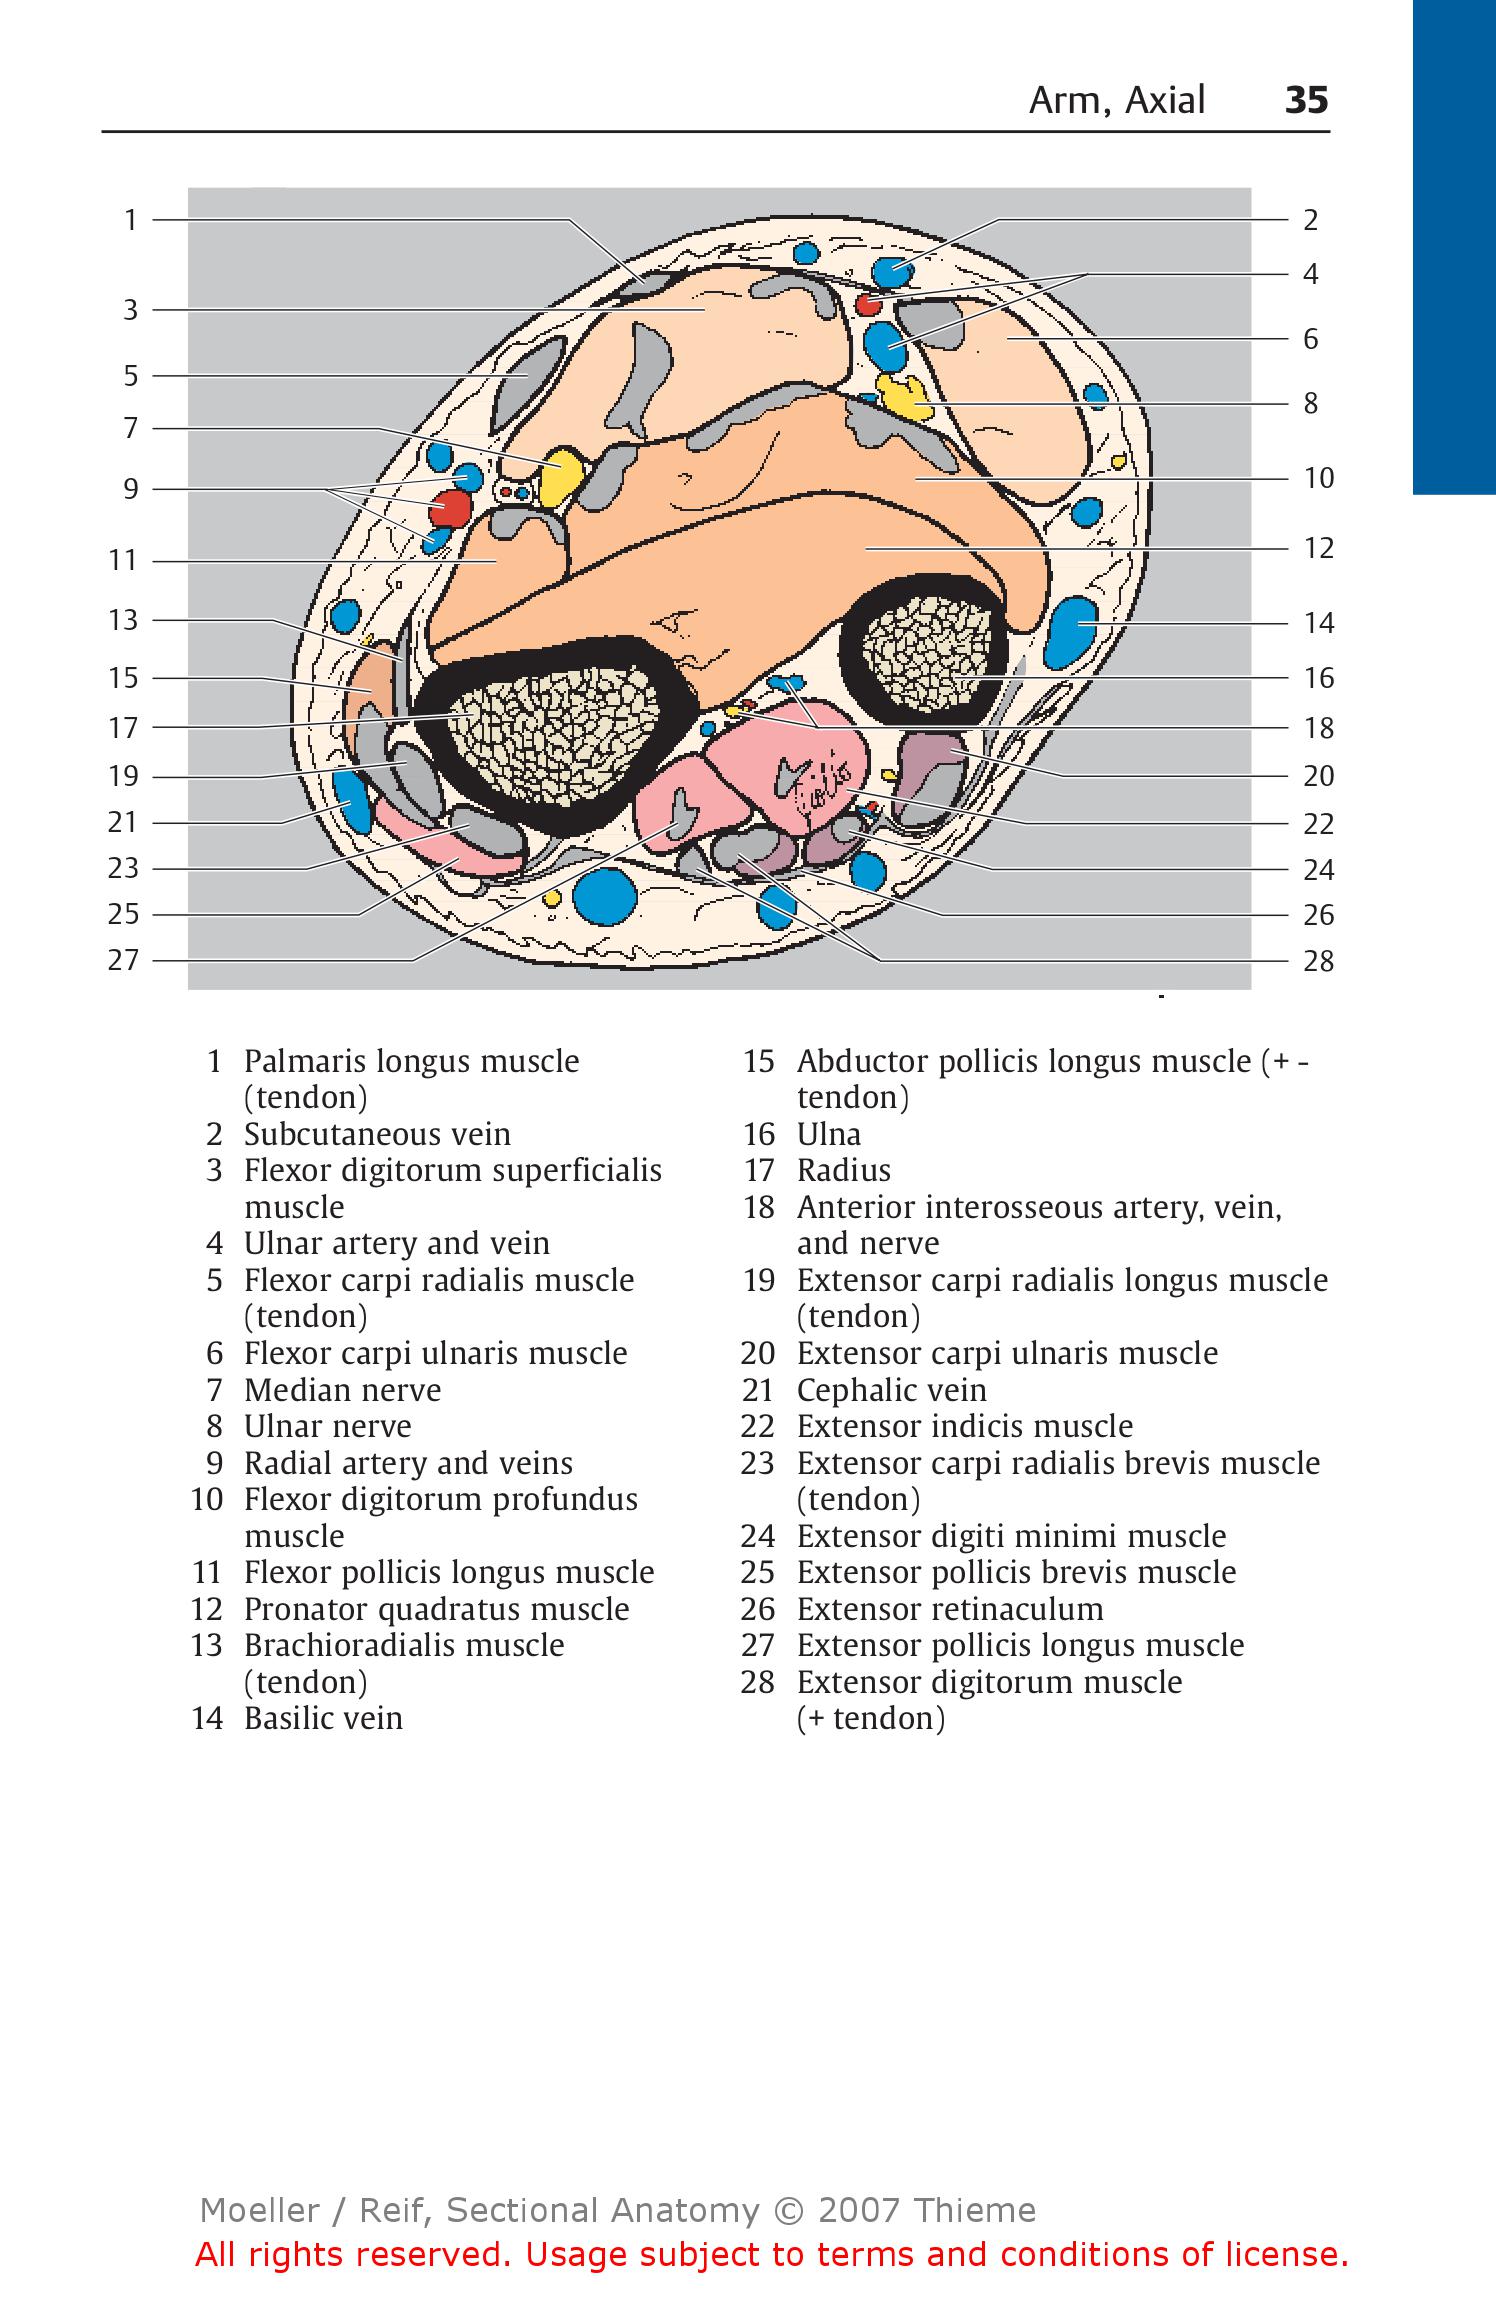 Arm, Axial 35
1
2
3
4
5
6
7
8
9
10
11
12
13
14
15
16
17
18
19
20
21
22
23
24
25
26
27
28
1 Palmaris longus muscle
(tendon)
2 Subcutaneous vein
3 Flexor digitorum superficialis
muscle
4 Ulnar artery and vein
5 Flexor carpi radialis muscle
(tendon)
6 Flexor carpi ulnaris muscle
7 Median nerve
8 Ulnar nerve
9 Radial artery and veins
10 Flexor digitorum profundus
muscle
11 Flexor pollicis longus muscle
12 Pronator quadratus muscle
13 Brachioradialis muscle
(tendon)
14 Basilic vein
15 Abductor pollicis longus muscle (+ -
tendon)
16 Ulna
17 Radius
18 Anterior interosseous artery, vein,
and nerve
19 Extensor carpi radialis longus muscle
(tendon)
20 Extensor carpi ulnaris muscle
21 Cephalic vein
22 Extensor indicis muscle
23 Extensor carpi radialis brevis muscle
(tendon)
24 Extensor digiti minimi muscle
25 Extensor pollicis brevis muscle
26 Extensor retinaculum
27 Extensor pollicis longus muscle
28 Extensor digitorum muscle
(+ tendon)
Moeller / Reif, Sectional Anatomy © 2007 Thieme
All rights reserved. Usage subject to terms and conditions of license.